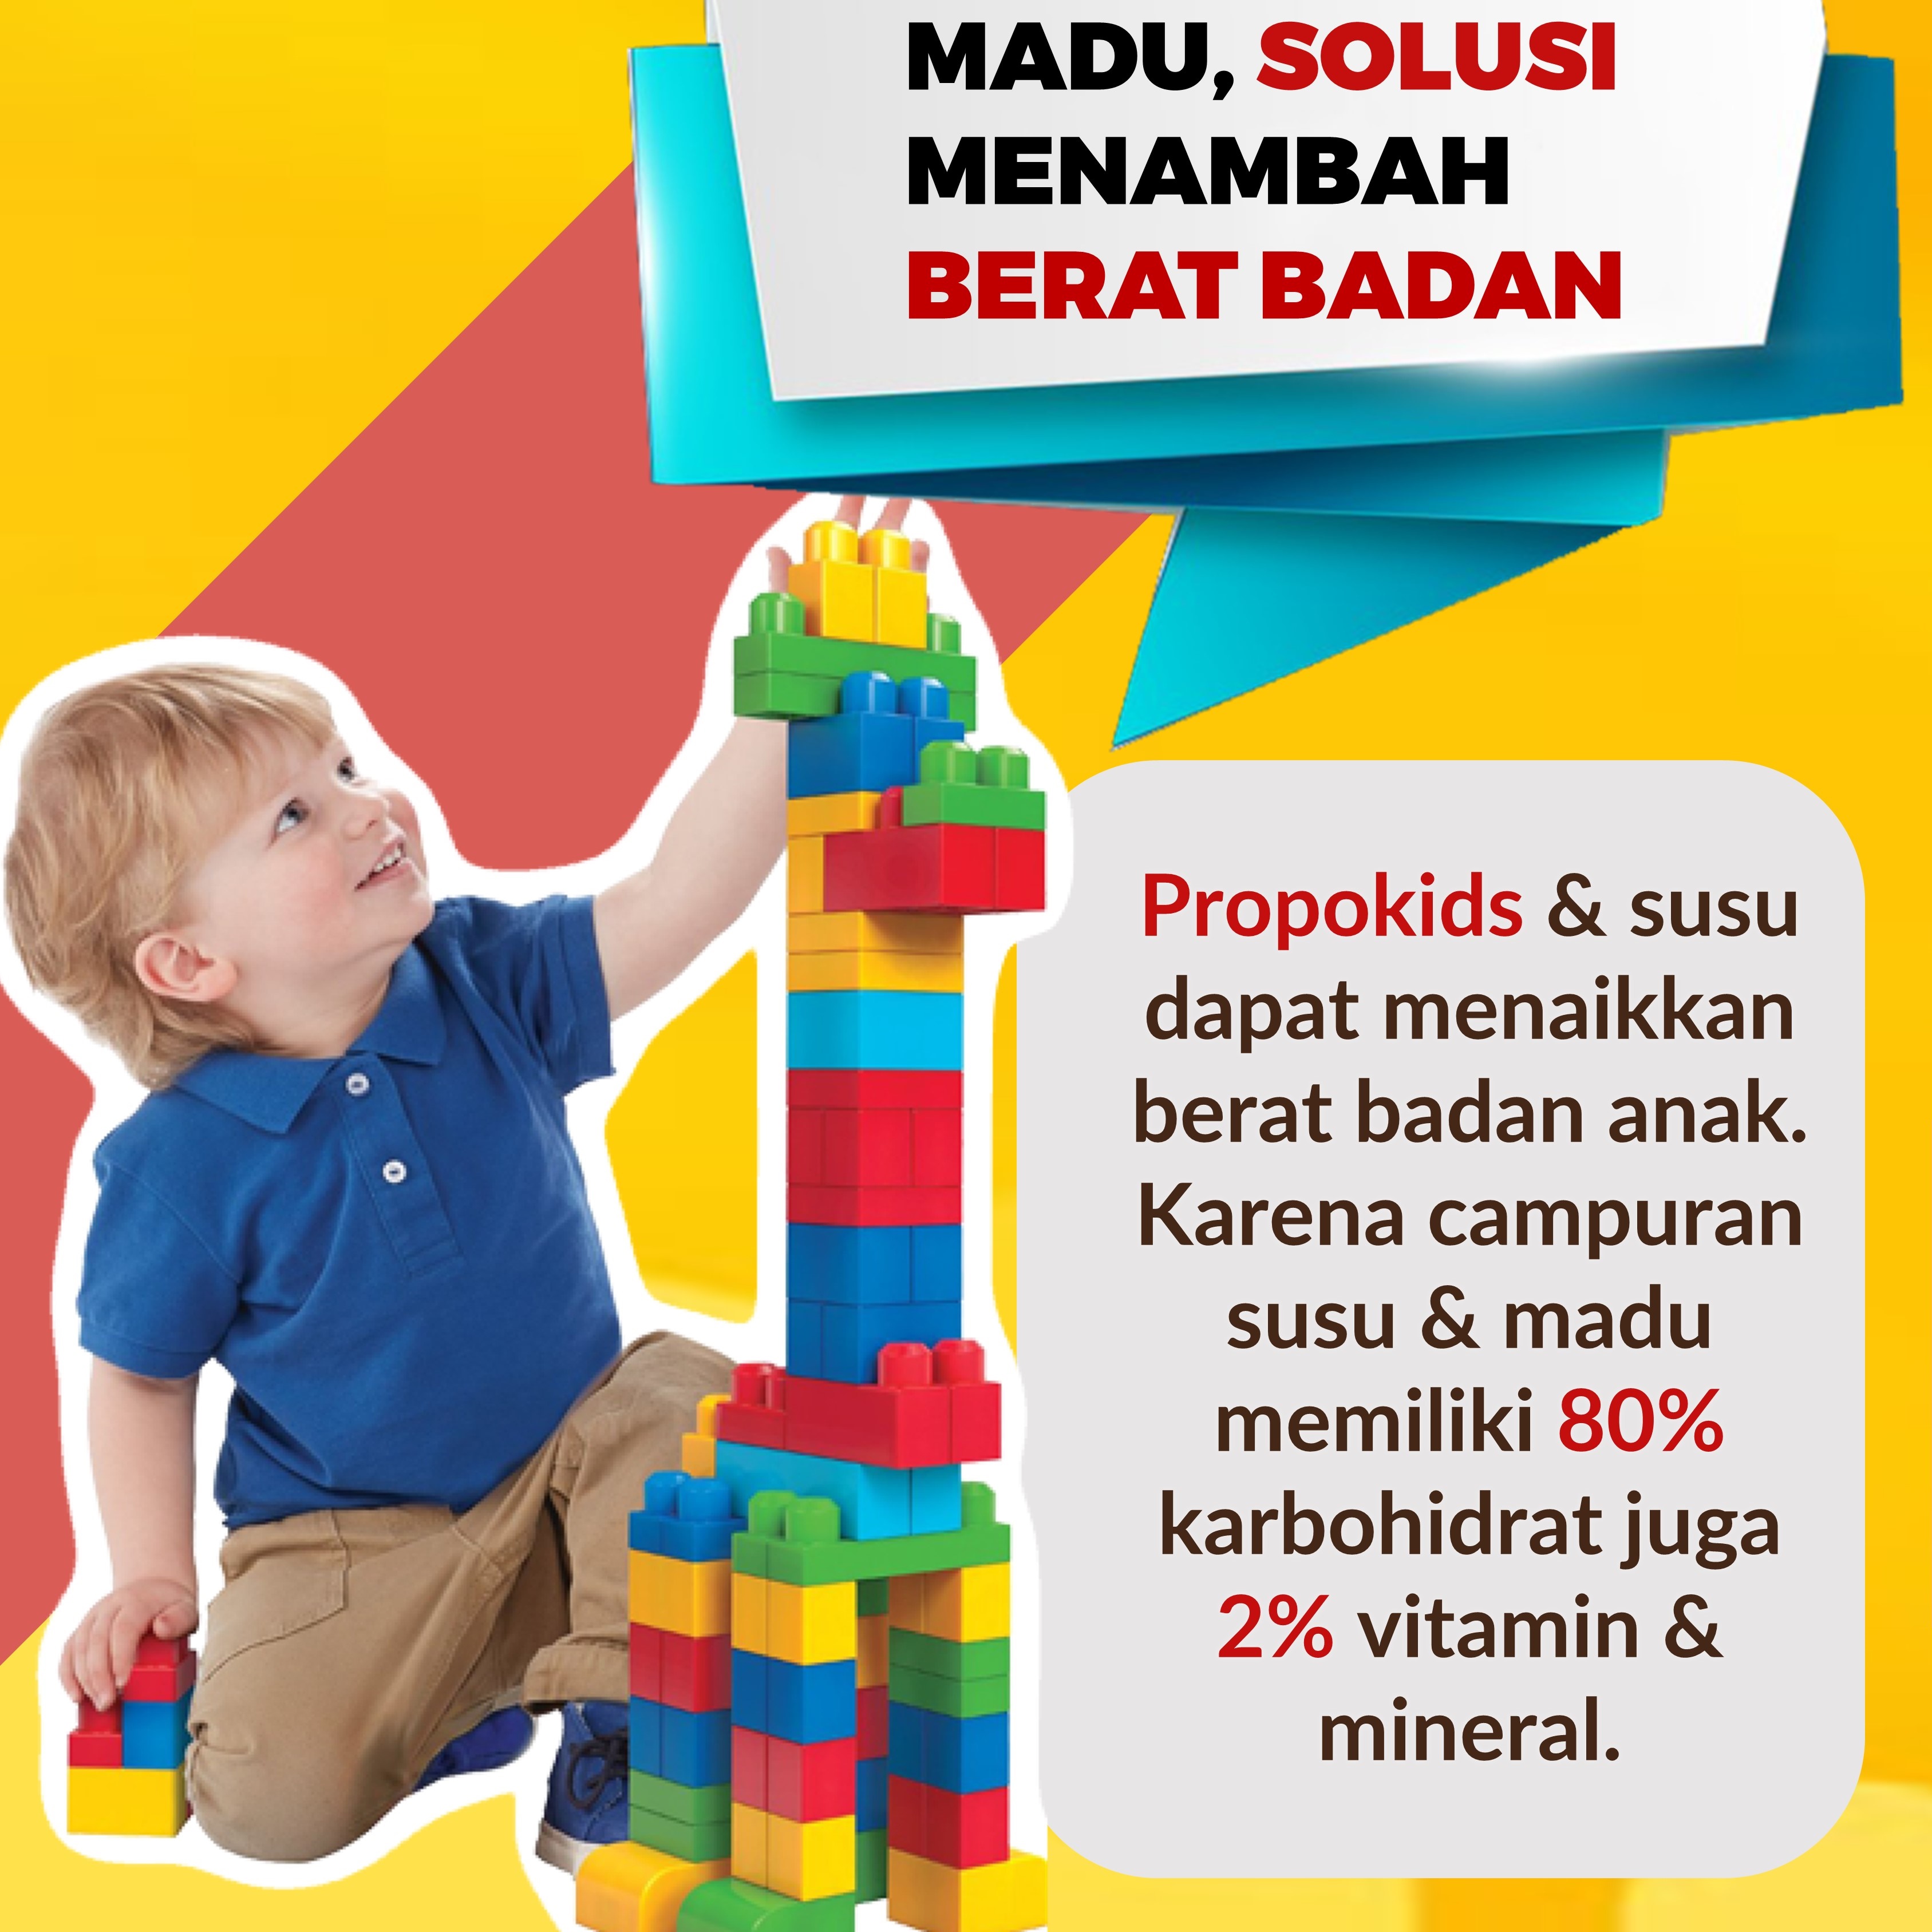 MADU, SOLUSI
MENAMBAH
BERAT BADAN
Propokids & susu
dapat menaikkan
berat badan anak.
Karena campuran
susu & madu
memiliki 80%
karbohidrat juga
2% vitamin &
mineral.